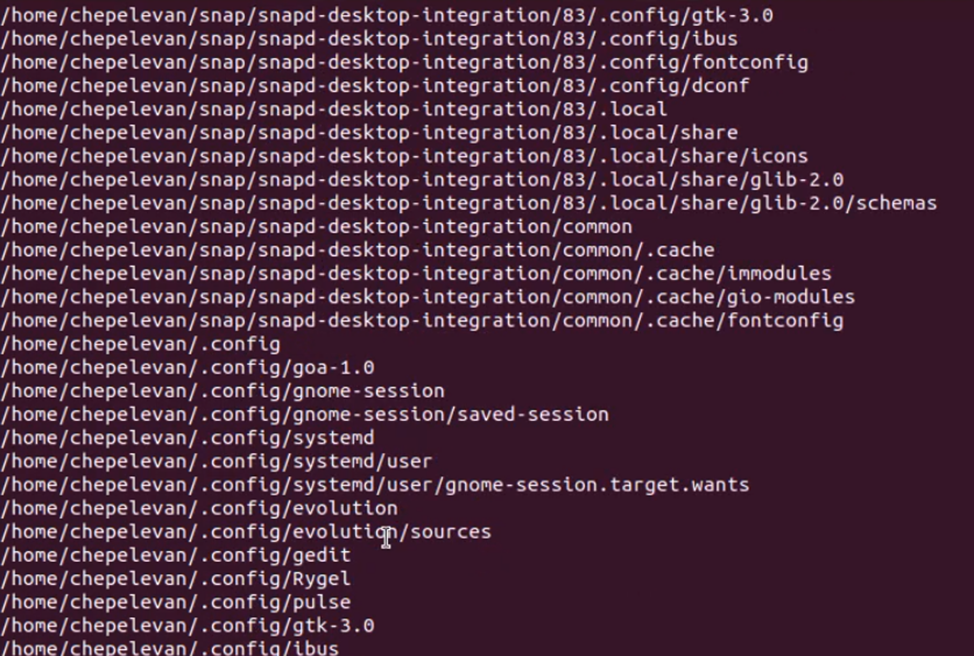 /home/chepelevan/snap/snapd-desktop-integration/83/.config/gtk-3.0
/home/chepelevan/snap/snapd-desktop-integration/83/.config/ibus
/home/chepelevan/snap/snapd-desktop-integration/83/.config/fontconfig
/home/chepelevan/snap/snapd-desktop-integration/83/.config/dconf
/home/chepelevan/snap/snapd-desktop-integration/83/.local
/home/chepelevan/snap/snapd-desktop-integration/83/.local/share
/home/chepelevan/snap/snapd-desktop-integration/83/.local/share/icons
/home/chepelevan/snap/snapd-desktop-integration/83/.local/share/glib-2.0
/home/chepelevan/snap/snapd-desktop-integration/83/.local/share/glib-2.0/schemas
/home/chepelevan/snap/snapd-desktop-integration/common
/home/chepelevan/snap/snapd-desktop-integration/common/.cache
/home/chepelevan/snap/snapd-desktop-integration/common/.cache/immodules
/home/chepelevan/snap/snapd-desktop-integration/common/.cache/gio-modules
/home/chepelevan/snap/snapd-desktop-integration/common/.cache/fontconfig
/home/chepelevan/.config
/home/chepelevan/.config/goa-1.0
/home/chepelevan/.config/gnome-session
/home/chepelevan/.config/gnome-session/saved-session
/home/chepelevan/.config/systemd
/home/chepelevan/.config/systemd/user
/home/chepelevan/.config/systemd/user/gnome-session.target.wants
/home/chepelevan/.config/evolution
/home/chepelevan/.config/evolution/sources
/home/chepelevan/.config/gedit
/home/chepelevan/.config/Rygel
/home/chepelevan/.config/pulse
/home/chepelevan/.config/gtk-3.0
/home/chepelevan/.config/ibus